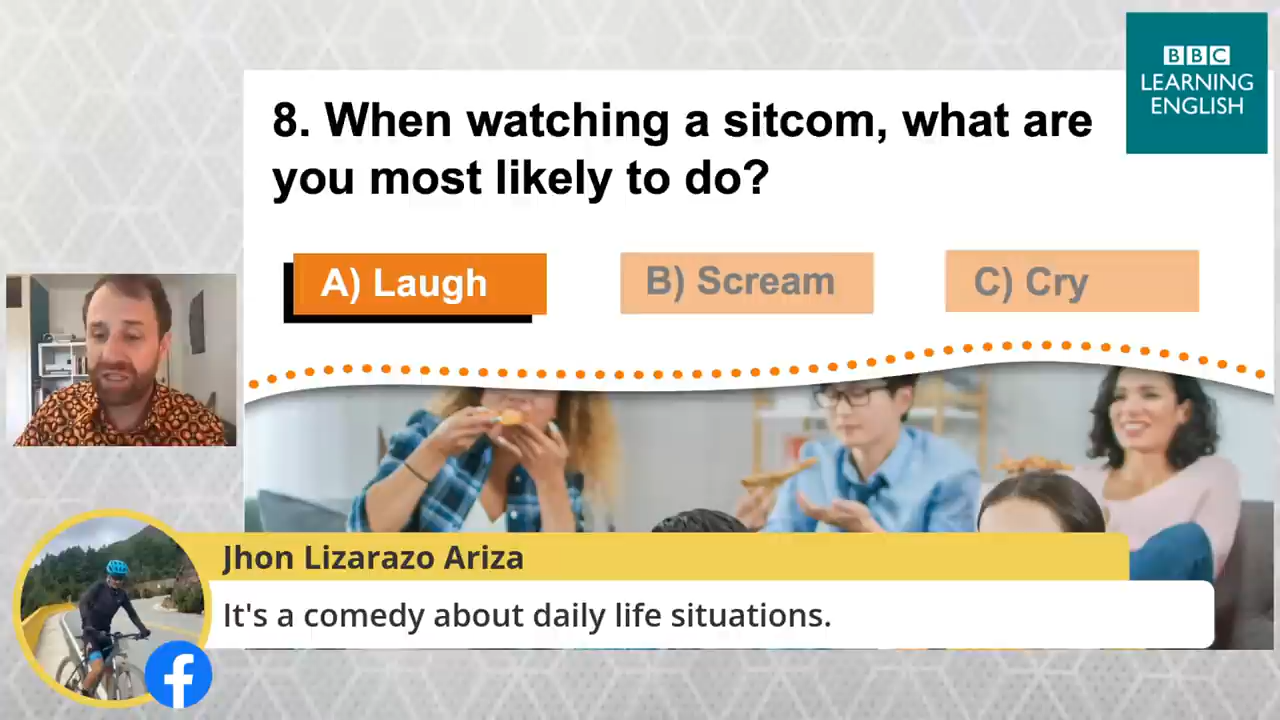 BBC
LEARNING
ENGLISH
8. When watching a sitcom, what are
you most likely to do?
A) Laugh
B) Scream
C) Cry
Jhon Lizarazo Ariza
It's a comedy about daily life situations.